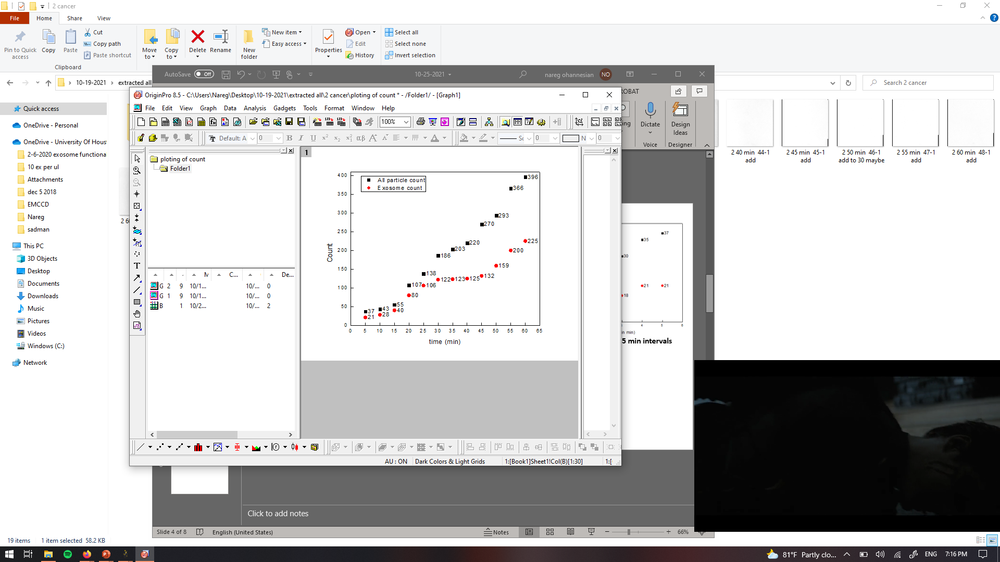 2 cancer
File Home Share View
Pin to Quick access
Copy
Paste
Cut
Copy path
Paste shortcut
Clipboard
Move to
Copy to
Delete
Rename
New folder
New item
Easy access
Properties
Open
Edit
History
Select all
Select none
Invert selection
10-19-2021 > extracted all
Search 2 cancer
AutoSave Off
10-25-2021
nareg ohannesian NO
ROBAT
Dictate
Design Ideas
Voice
Designer
OriginPro 8.5 - C:\Users\Nareg\Desktop\10-19-2021\extracted all\2 cancer\ploting of count * - /Folder1/ - [Graph1]
File Edit View Graph Data Analysis Gadgets Tools Format Window Help
100%
Default: A 0 B I U
0 N 0
Quick access
OneDrive - Personal
OneDrive - University Of Hous
2-6-2020 exosome functiona
10 ex per ul
Attachments
dec 5 2018
EMCCD
Nareg
sadman
This PC
3D Objects
Desktop
Documents
Downloads
Music
Pictures
Videos
Windows (C:)
Network
2 60
ploting of count
Folder1
M C... De...
G 2 9 10/1... 10/... 0
G 1 9 10/1... 10/... 0
B 1 10/2... 10/... 2
1
All particle count
Exosome count
400
350
300
250
200
150
100
50
0
Count
0 5 10 15 20 25 30 35 40 45 50 55 60 65
time (min)
37 43 55 107 138 186 203 220 270 293 366 396
21 28 40 80 106 122 123 125 132 159 200 225
2 40 min 44-1 add
2 45 min 45-1 add
2 50 min 46-1 add to 30 maybe
2 55 min 47-1 add
2 60 min 48-1 add
30 35 37
18 21 21
4 5 6
in min)
5 min intervals
AU : ON Dark Colors & Light Grids 1:[Book1]Sheet1!Col(B)[1:30] 1:[
Click to add notes
Slide 4 of 8 English (United States) Notes 66%
19 items 1 item selected 58.2 KB
81°F Partly clo... ENG 7:16 PM